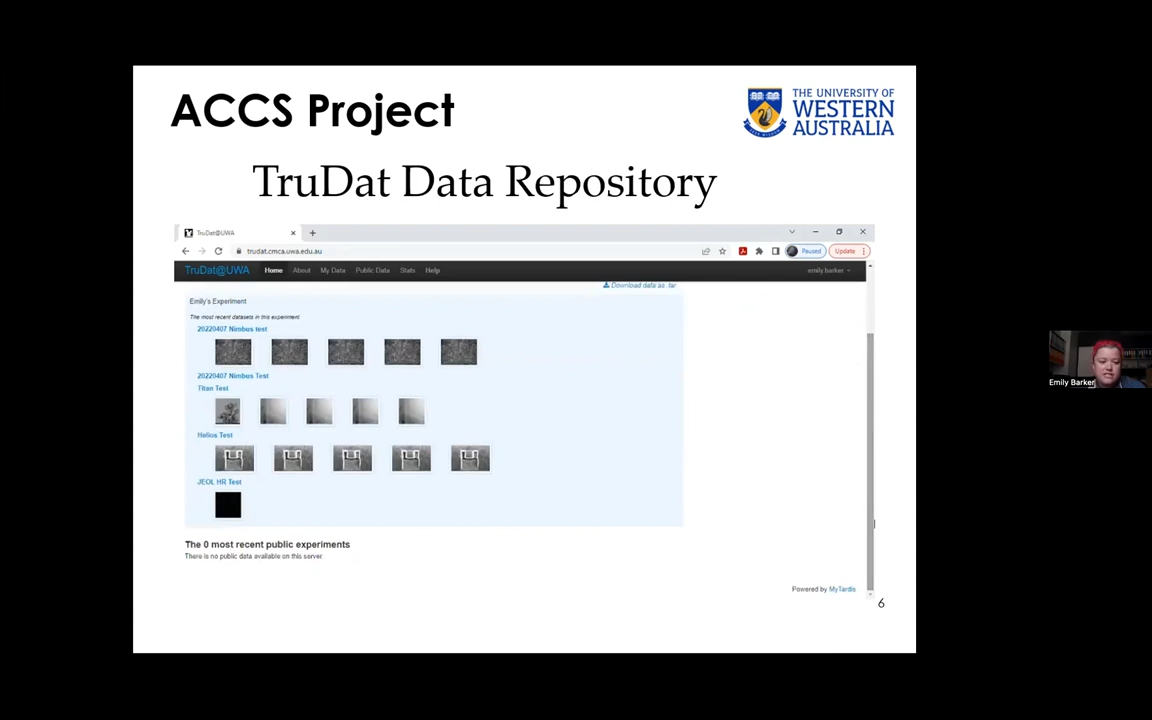 ACCS Project
THE UNIVERSITY OF
WESTERN
AUSTRALIA
TruDat Data Repository
TruDat@UWA
trudat.cmca.uwa.edu.au
Paused
Update
TruDat@UWA Home About My Data Public Data Stats Help emily.barker
Download data as .tar
Emily's Experiment
The most recent datasets in this experiment
20220407 Nimbus test
20220407 Nimbus Test
Titan Test
Helios Test
JEOL HR Test
The 0 most recent public experiments
There is no public data available on this server
Powered by MyTardis
6
Emily Barker